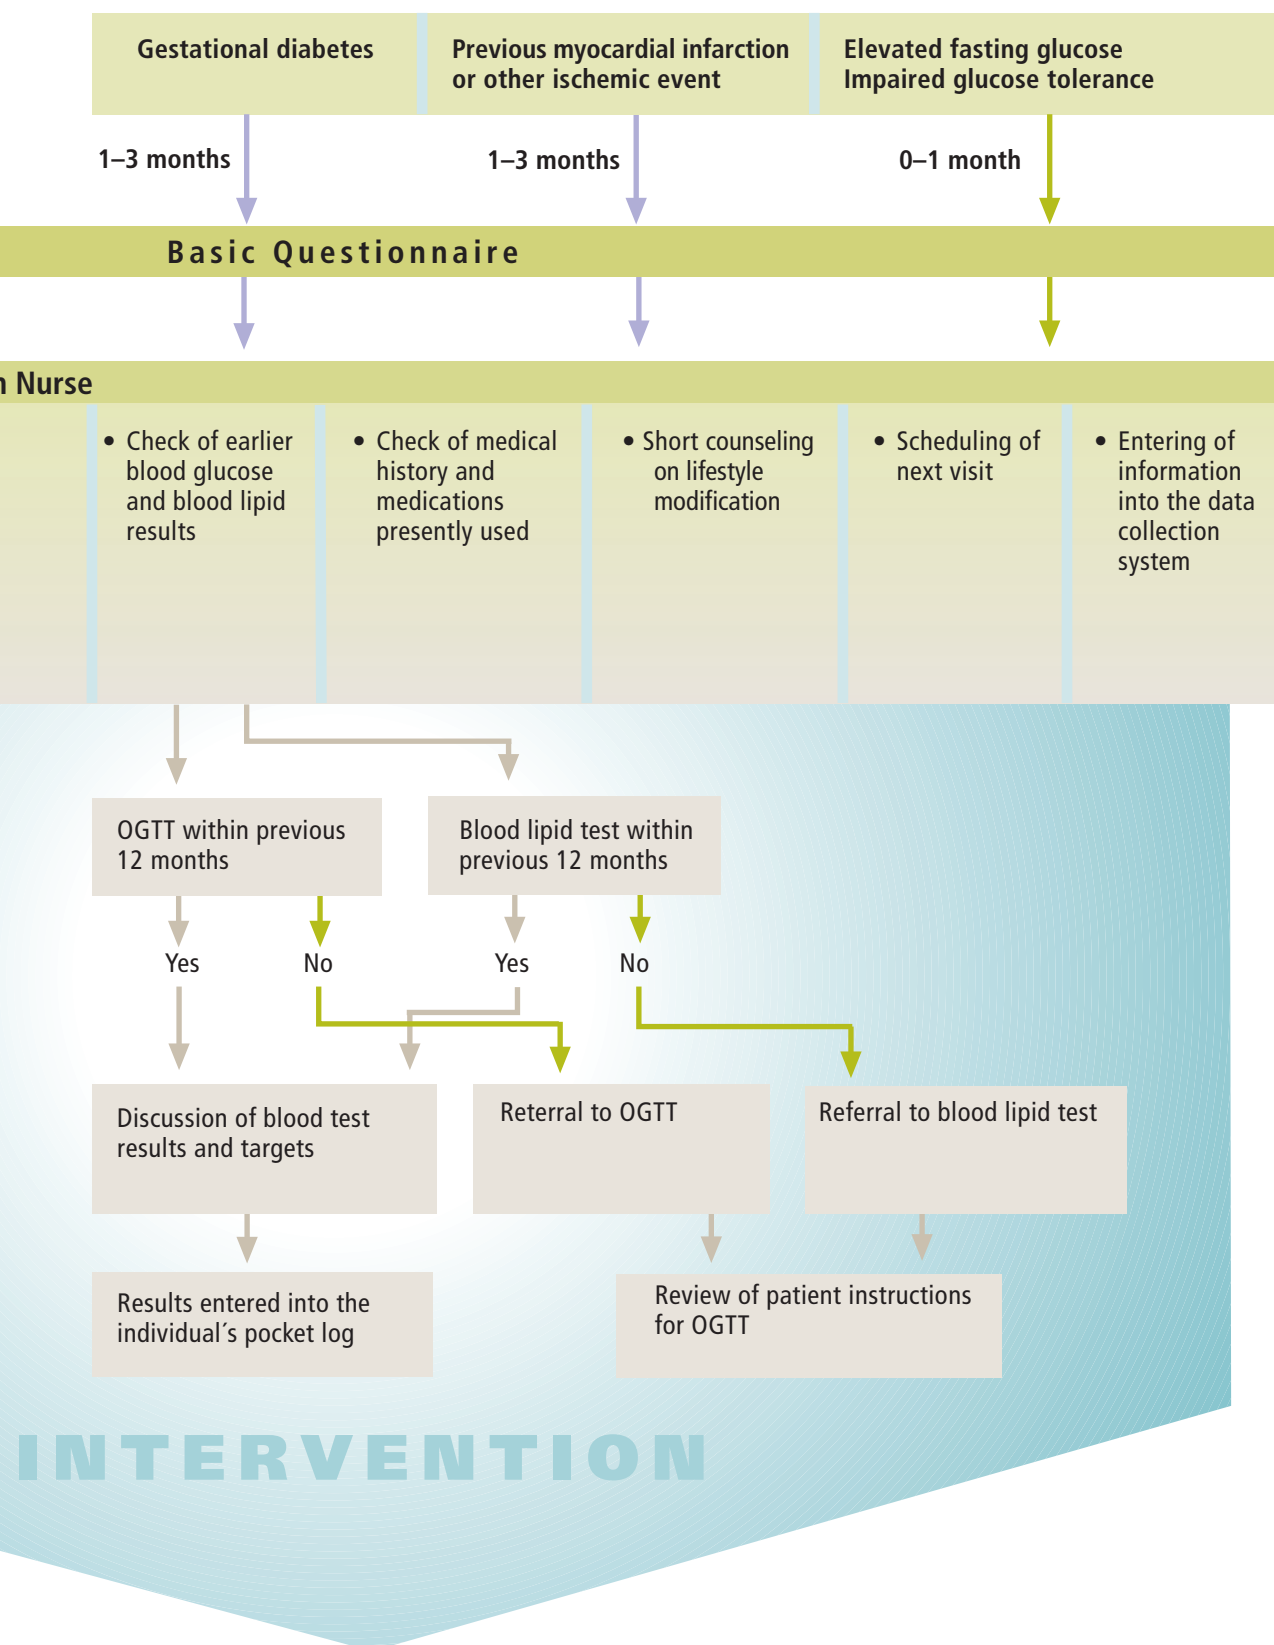 Gestational diabetes
Previous myocardial infarction
or other ischemic event
Elevated fasting glucose
Impaired glucose tolerance
1–3 months
1–3 months
0–1 month
Basic Questionnaire
n Nurse
• Check of earlier
blood glucose
and blood lipid
results
• Check of medical
history and
medications
presently used
• Short counseling
on lifestyle
modification
• Scheduling of
next visit
• Entering of
information
into the data
collection
system
OGTT within previous
12 months
Blood lipid test within
previous 12 months
Yes
No
Yes
No
Discussion of blood test
results and targets
Reterral to OGTT
Referral to blood lipid test
Results entered into the
individual´s pocket log
Review of patient instructions
for OGTT
INTERVENTION